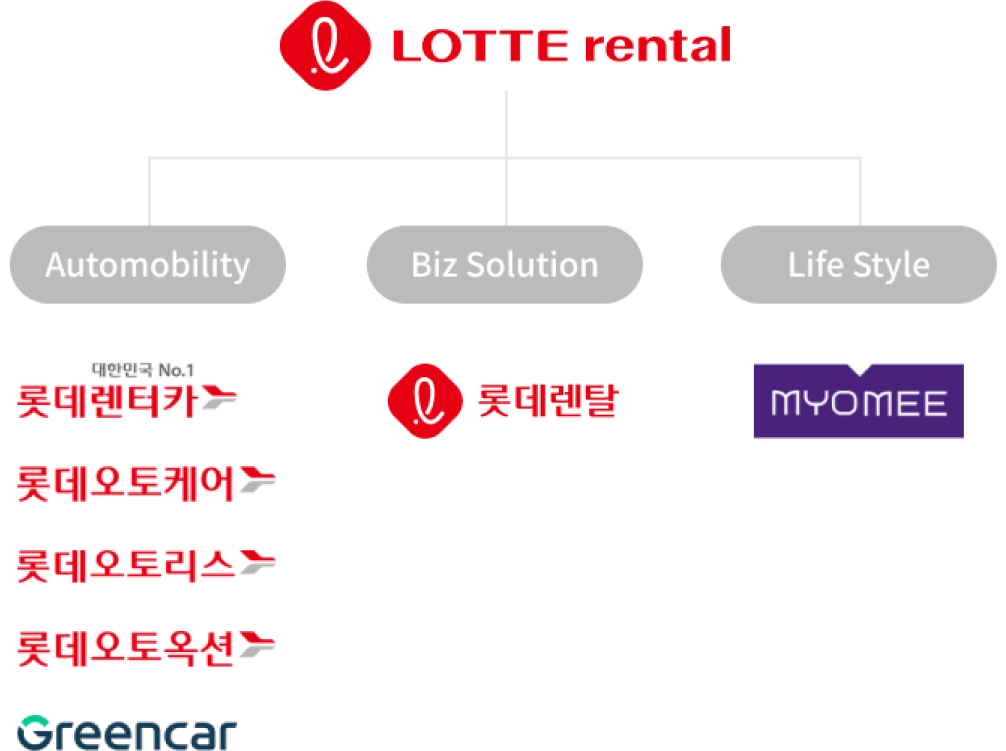 LOTTE rental
Automobility
Biz Solution
Life Style
대한민국 No.1
롯데렌터카
롯데오토케어
롯데오토리스
롯데오토옥션
Greencar
롯데렌탈
MYOMEE